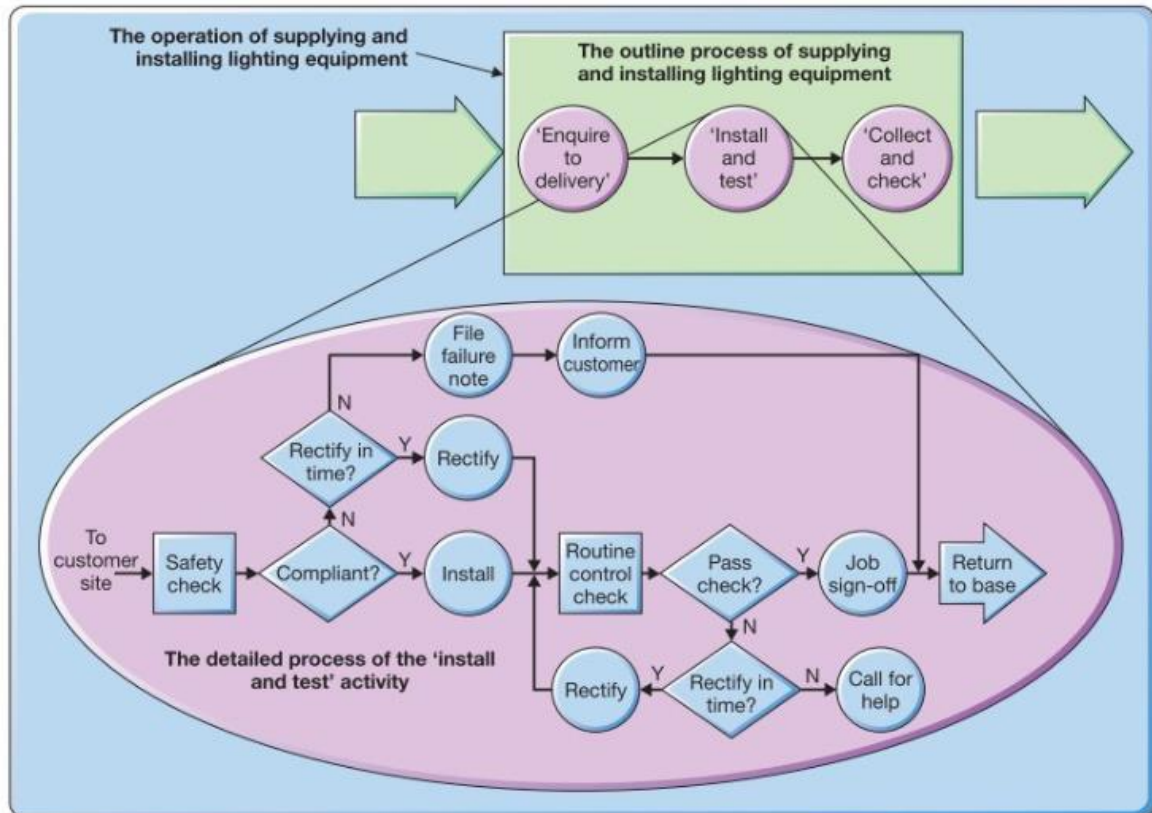 The operation of supplying and
installing lighting equipment
The outline process of supplying
and installing lighting equipment
‘Enquire
to
delivery’
‘Install
and
test’
‘Collect
and
check’
File
failure
note
Inform
customer
N
Rectify in
time?
Y
Rectify
N
To
customer
site
Safety
check
Compliant?
Y
Install
Routine
control
check
Pass
check?
Y
Job
sign-off
Return
to base
N
The detailed process of the ‘install
and test’ activity
Rectify
Y
Rectify in
time?
N
Call for
help